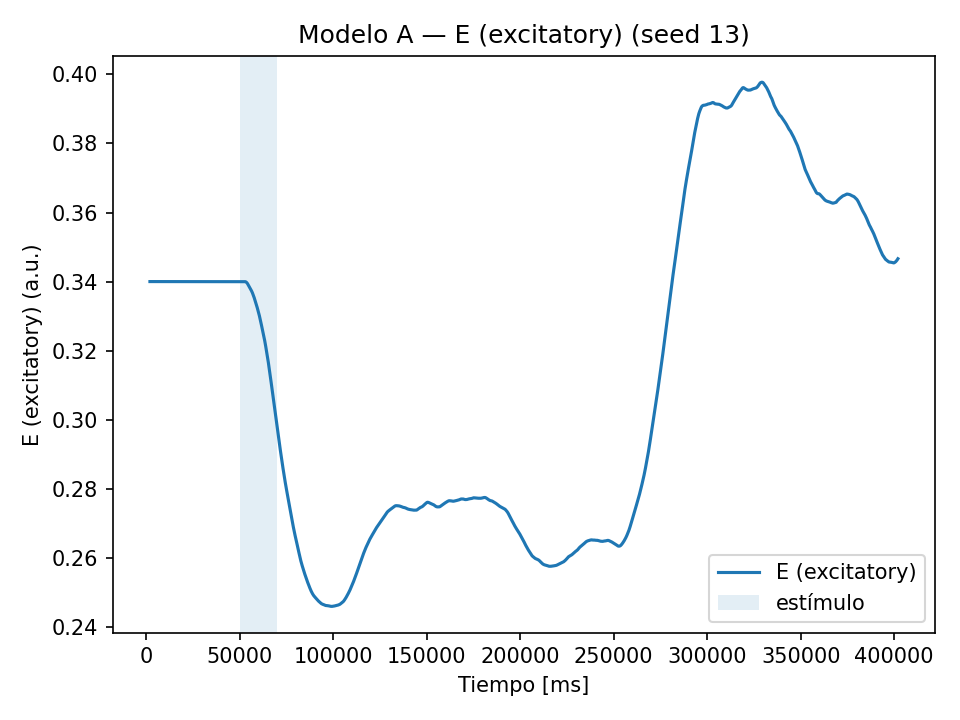 Modelo A — E (excitatory) (seed 13)
E (excitatory) (a.u.)
0.40
0.38
0.36
0.34
0.32
0.30
0.28
0.26
0.24
E (excitatory)
estímulo
0 50000 100000 150000 200000 250000 300000 350000 400000
Tiempo [ms]